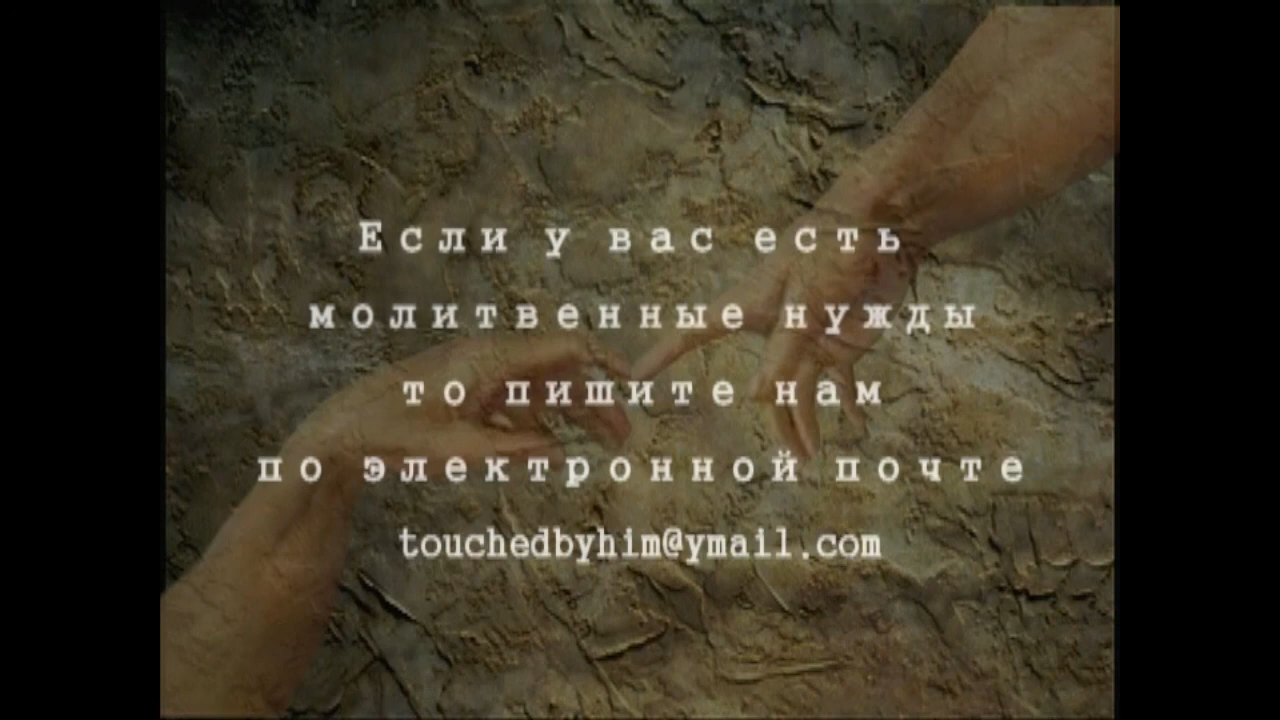 Если у вас есть
молитвенные нужды
то пишите нам
по электронной почте
touchedbyhim@ymail.com